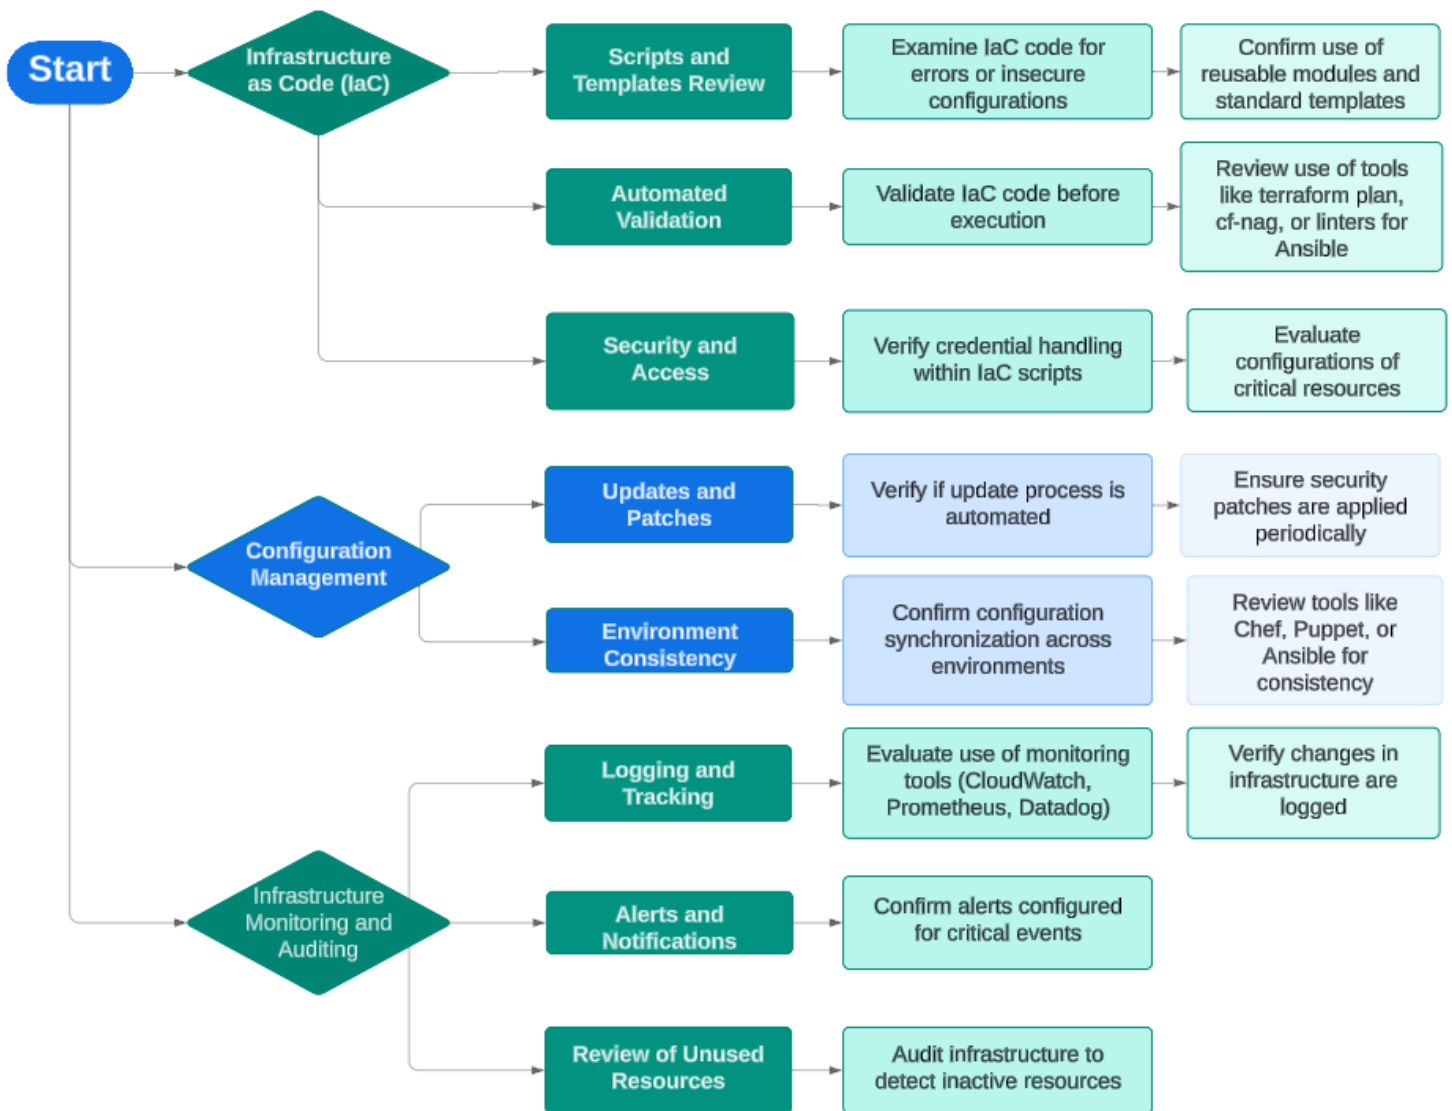 Start
Infrastructure
as Code (IaC)
Scripts and
Templates Review
Examine IaC code for
errors or insecure
configurations
Confirm use of
reusable modules and
standard templates
Automated
Validation
Validate IaC code before
execution
Review use of tools
like terraform plan,
cf-nag, or linters for
Ansible
Security and
Access
Verify credential handling
within IaC scripts
Evaluate
configurations of
critical resources
Configuration
Management
Updates and
Patches
Verify if update process is
automated
Ensure security
patches are applied
periodically
Environment
Consistency
Confirm configuration
synchronization across
environments
Review tools like
Chef, Puppet, or
Ansible for
consistency
Infrastructure
Monitoring and
Auditing
Logging and
Tracking
Evaluate use of monitoring
tools (CloudWatch,
Prometheus, Datadog)
Verify changes in
infrastructure are
logged
Alerts and
Notifications
Confirm alerts configured
for critical events
Review of Unused
Resources
Audit infrastructure to
detect inactive resources